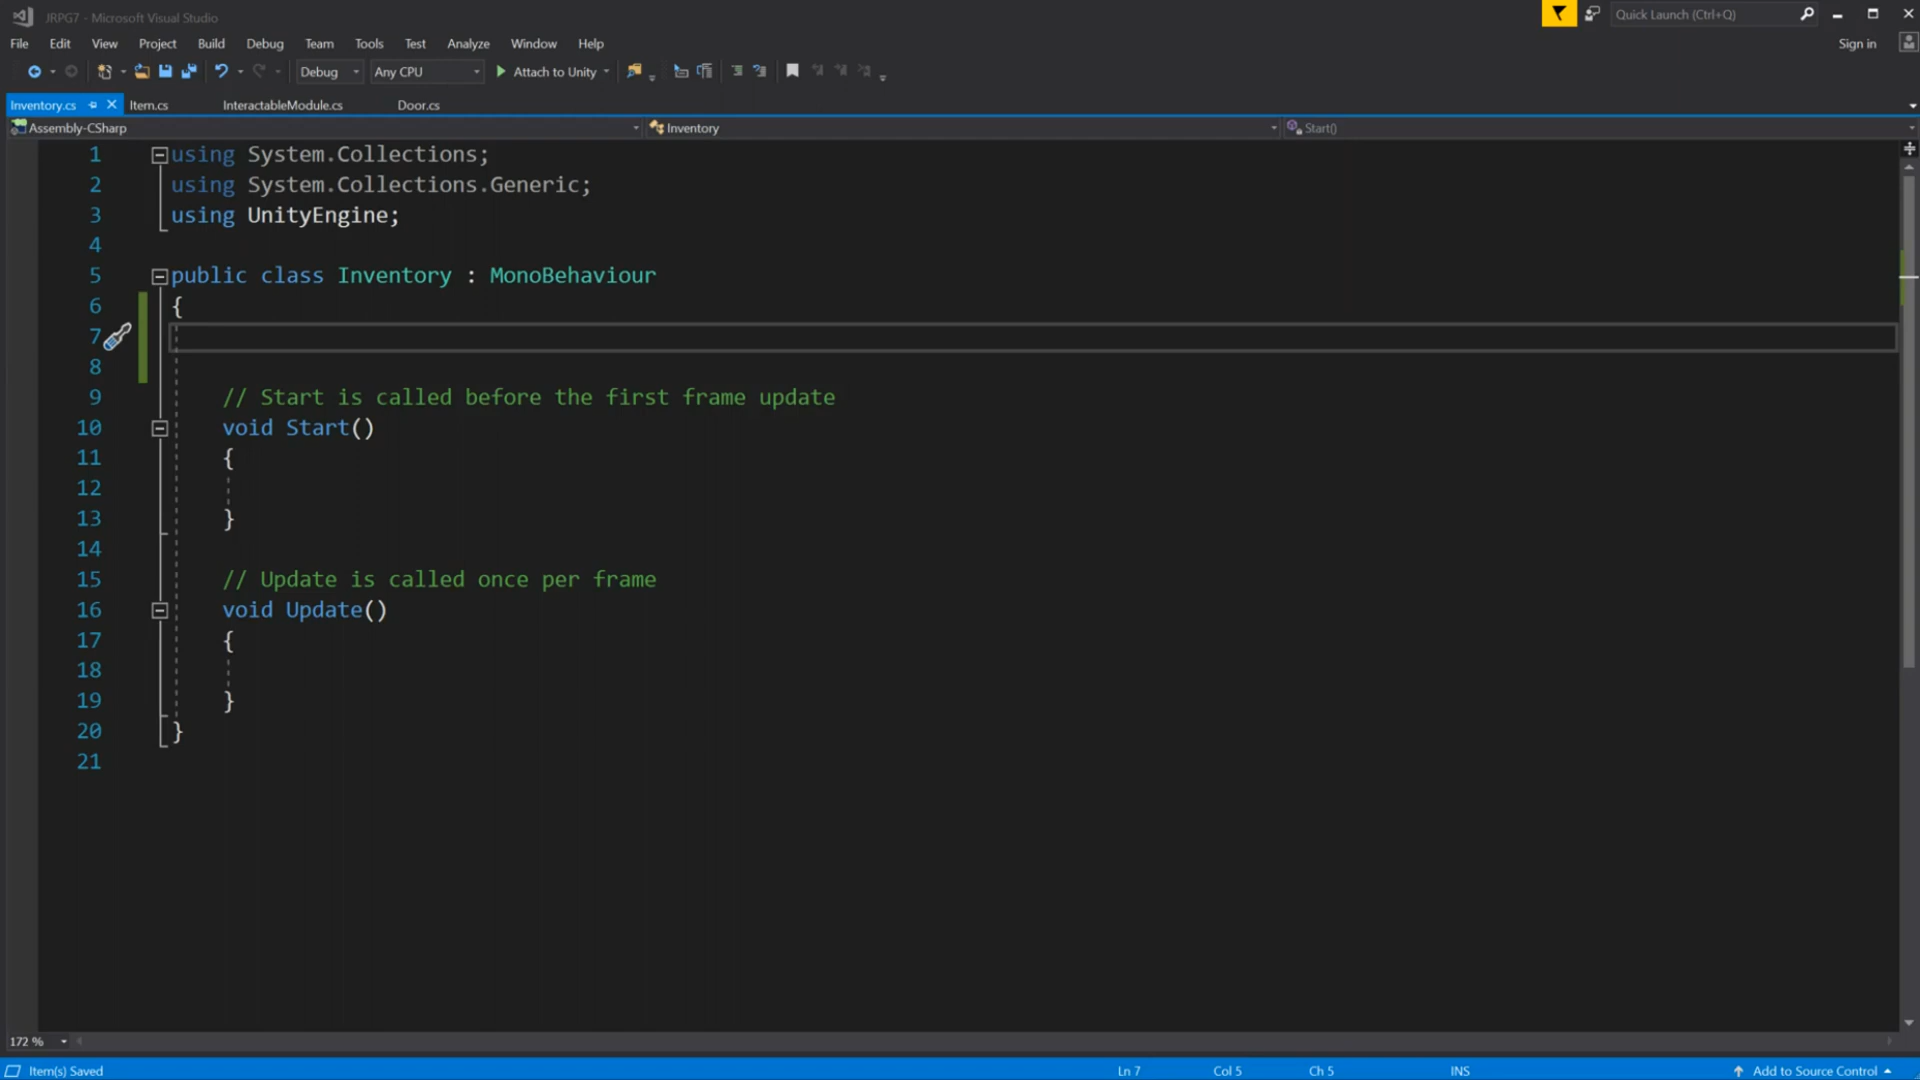 JRPG7 - Microsoft Visual Studio
Quick Launch (Ctrl+Q)
File Edit View Project Build Debug Team Tools Test Analyze Window Help
Sign in
Debug Any CPU Attach to Unity
Inventory.cs Item.cs InteractableModule.cs Door.cs
Assembly-CSharp Inventory Start()
1 using System.Collections;
2 using System.Collections.Generic;
3 using UnityEngine;
4
5 public class Inventory : MonoBehaviour
6 {
7
8
9 // Start is called before the first frame update
10 void Start()
11 {
12
13 }
14
15 // Update is called once per frame
16 void Update()
17 {
18
19 }
20 }
21
172 %
Item(s) Saved Ln 7 Col 5 Ch 5 INS Add to Source Control